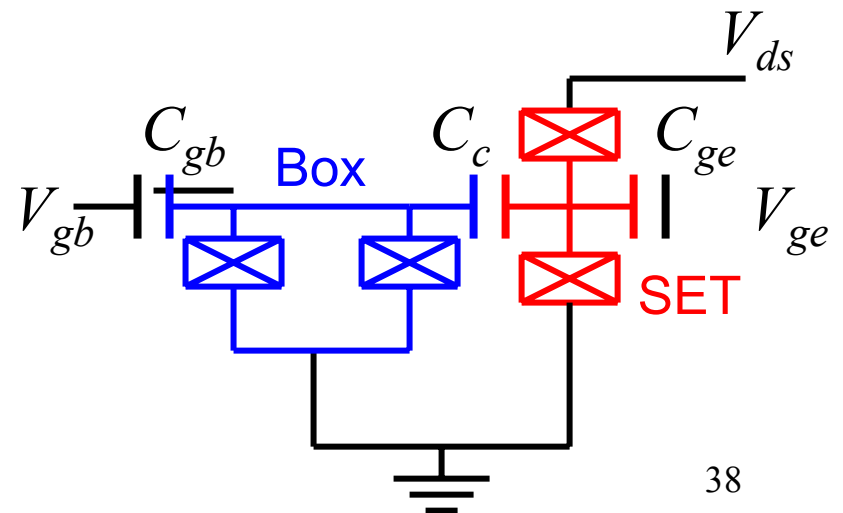 V_ds
C_gb
Box
C_c
C_ge
V_gb
V_ge
SET
38